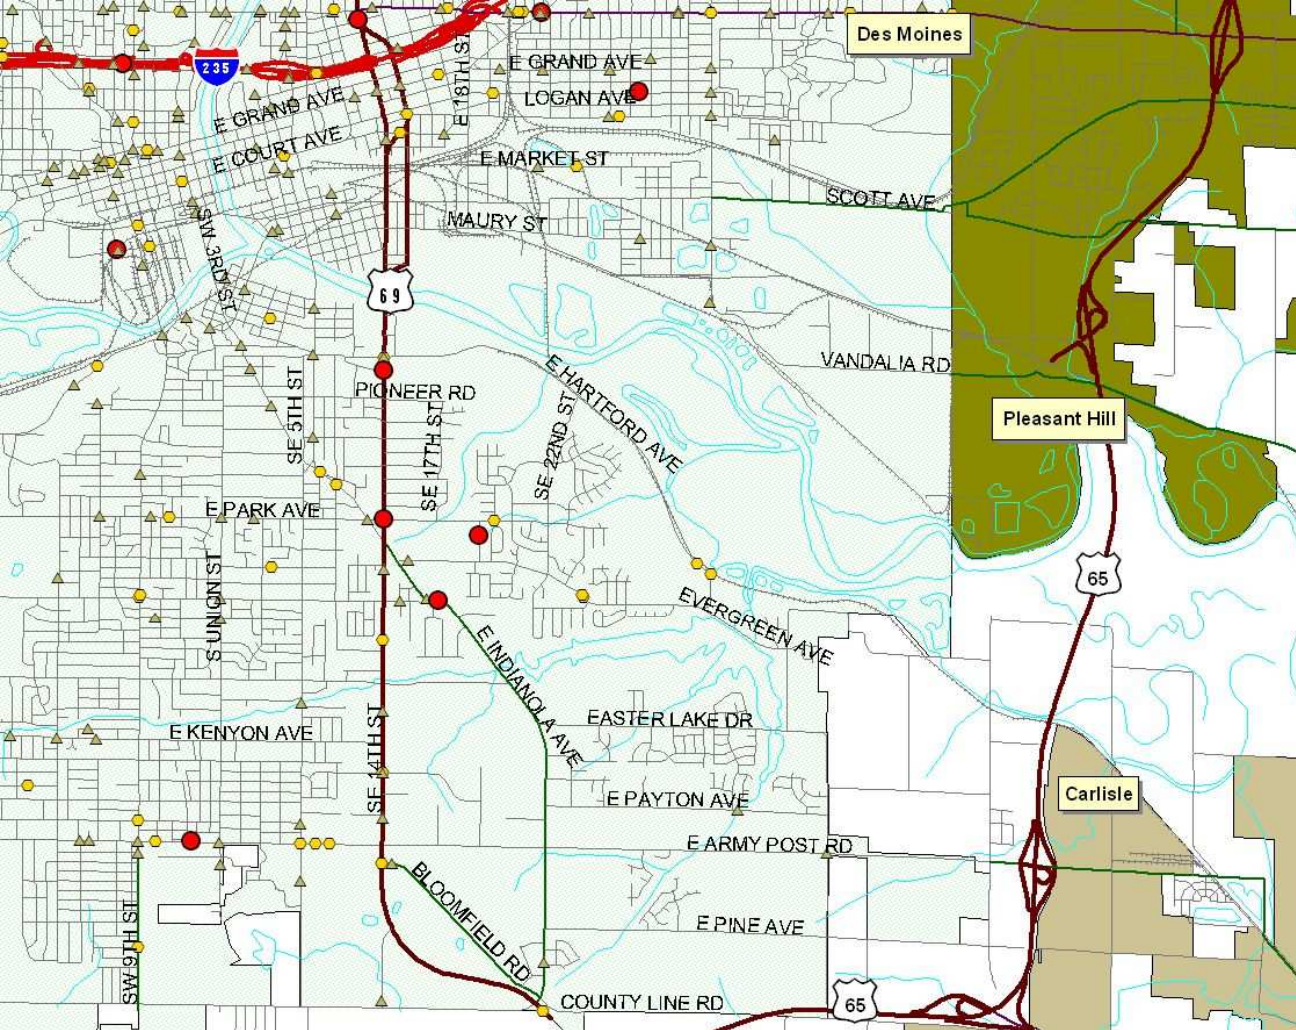 Des Moines
E 18TH ST
E GRAND AVE
235
LOGAN AVE
E GRAND AVE
E COURT AVE
E MARKET ST
SCOTT AVE
MAURY ST
SW 3RD ST
69
VANDALIA RD
E HARTFORD AVE
PIONEER RD
SE 5TH ST
SE 17TH ST
SE 22ND ST
Pleasant Hill
E PARK AVE
65
S UNION ST
EVERGREEN AVE
E INDIANOLA AVE
EASTER LAKE DR
E KENYON AVE
SE 14TH ST
Carlisle
E PAYTON AVE
E ARMY POST RD
BLOOMFIELD RD
E PINE AVE
SW 9TH ST
COUNTY LINE RD
65